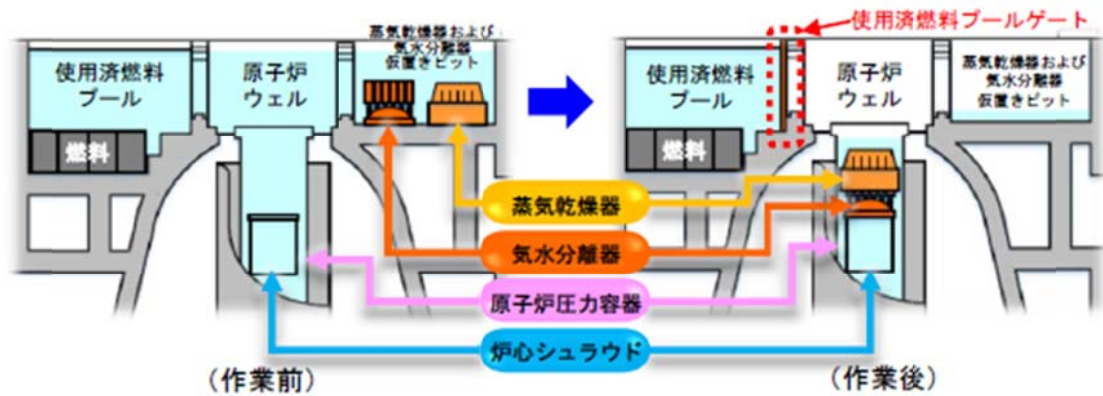 使用済燃料
プール
原子炉
ウェル
蒸気乾燥器および
気水分離器
仮置きピット
燃料
使用済燃料プールゲート
使用済燃料
プール
原子炉
ウェル
蒸気乾燥器および
気水分離器
仮置きピット
燃料
蒸気乾燥器
気水分離器
原子炉圧力容器
炉心シュラウド
（作業前）
（作業後）